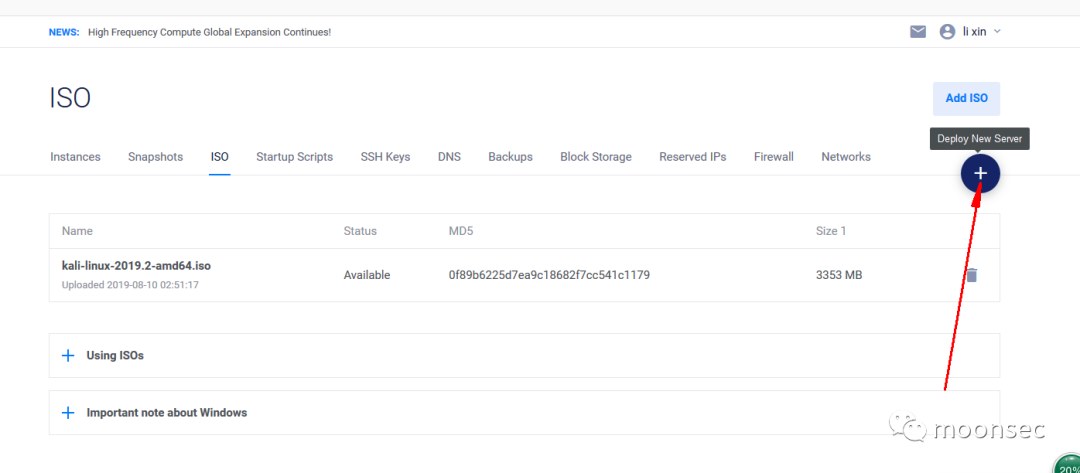 NEWS: High Frequency Compute Global Expansion Continues!
li xin
ISO
Add ISO
Deploy New Server
Instances Snapshots ISO Startup Scripts SSH Keys DNS Backups Block Storage Reserved IPs Firewall Networks
Name Status MD5 Size 1
kali-linux-2019.2-amd64.iso
Uploaded 2019-08-10 02:51:17
Available 0f89b6225d7ea9c18682f7cc541c1179 3353 MB
Using ISOs
Important note about Windows
moonsec
20%